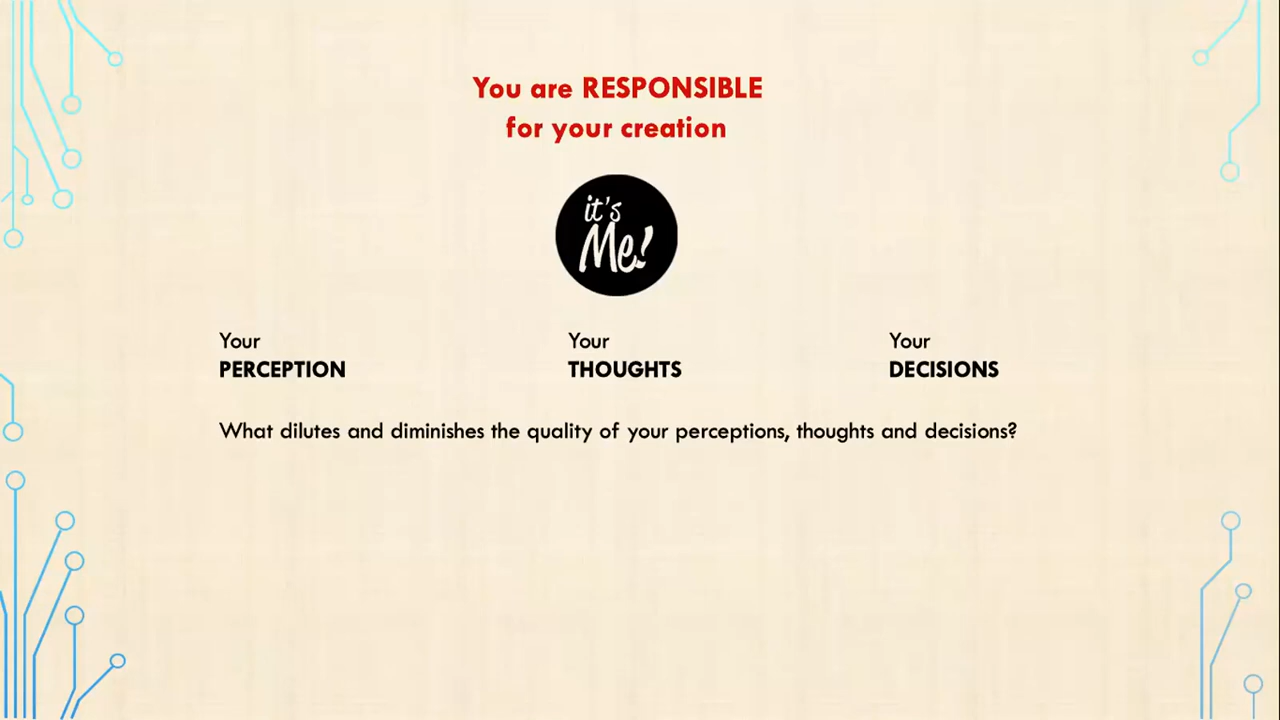 You are RESPONSIBLE
for your creation
it's
Me!
Your
PERCEPTION
Your
THOUGHTS
Your
DECISIONS
What dilutes and diminishes the quality of your perceptions, thoughts and decisions?